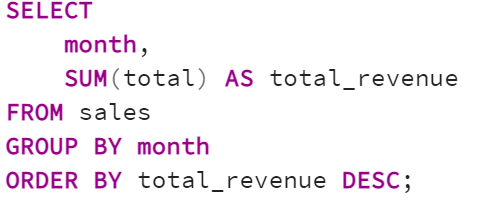 SELECT
    month,
    SUM(total) AS total_revenue
FROM sales
GROUP BY month
ORDER BY total_revenue DESC;